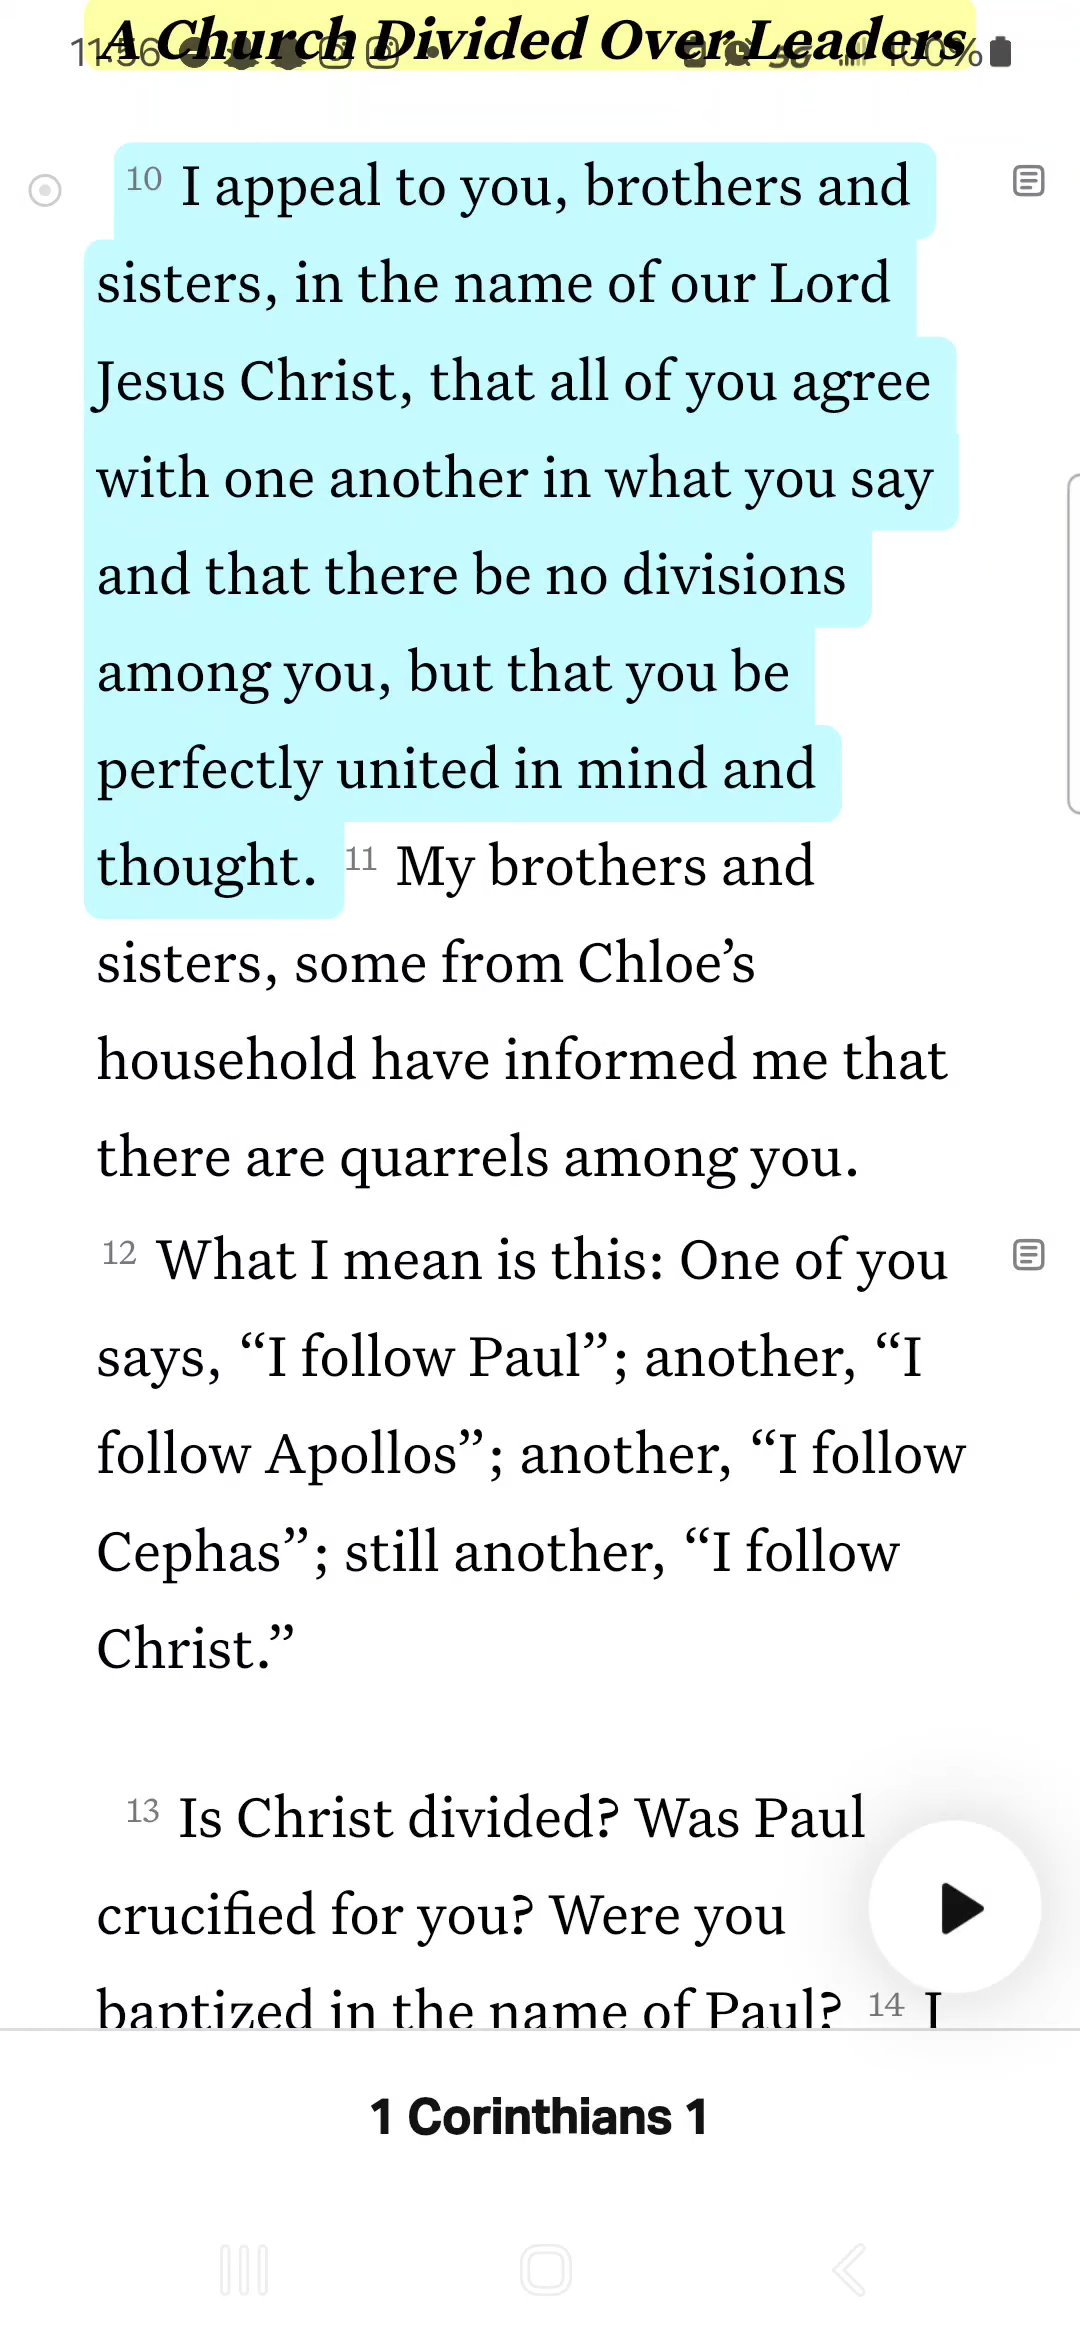 A Church Divided Over Leaders
11:56 100%
10 I appeal to you, brothers and
sisters, in the name of our Lord
Jesus Christ, that all of you agree
with one another in what you say
and that there be no divisions
among you, but that you be
perfectly united in mind and
thought. 11 My brothers and
sisters, some from Chloe’s
household have informed me that
there are quarrels among you.
12 What I mean is this: One of you
says, “I follow Paul”; another, “I
follow Apollos”; another, “I follow
Cephas”; still another, “I follow
Christ.”
13 Is Christ divided? Was Paul
crucified for you? Were you
baptized in the name of Paul? 14 I
1 Corinthians 1